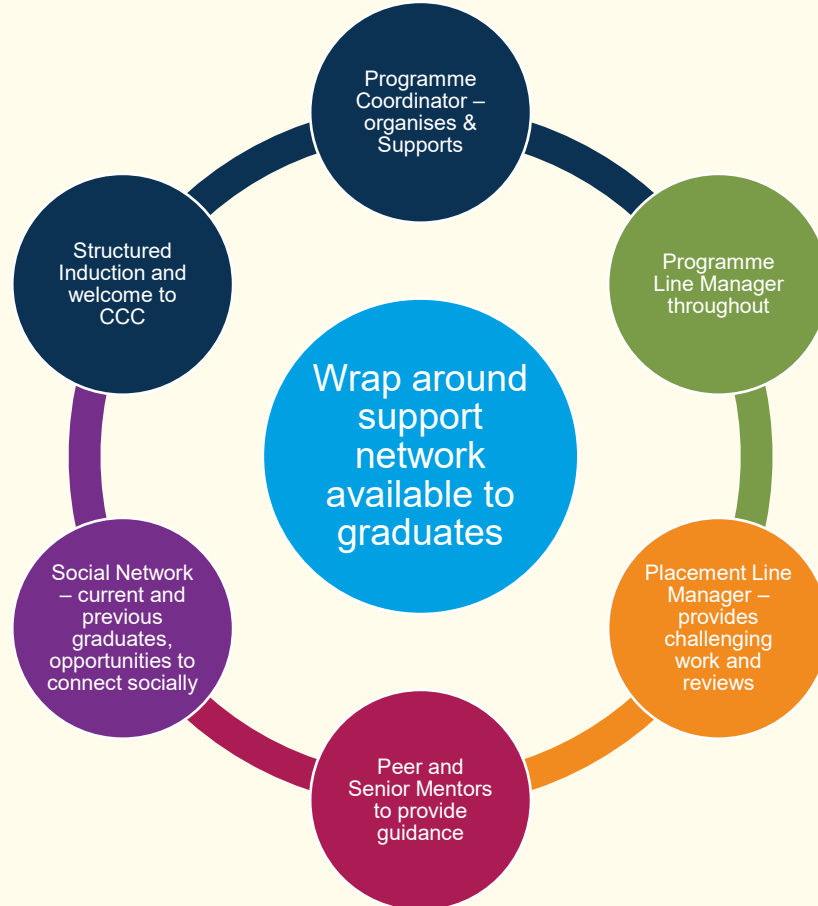 Programme
Coordinator –
organises &
Supports
Programme
Line Manager
throughout
Placement Line
Manager –
provides
challenging
work and
reviews
Peer and
Senior Mentors
to provide
guidance
Social Network
– current and
previous
graduates,
opportunities to
connect socially
Structured
Induction and
welcome to
CCC
Wrap around
support
network
available to
graduates